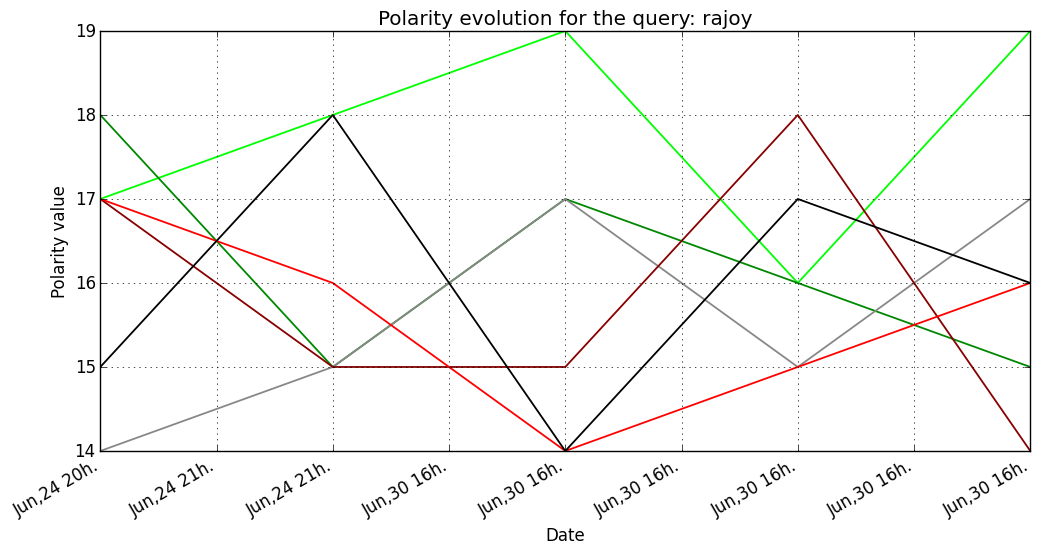 Polarity evolution for the query: rajoy
19
18
17
16
15
14
Polarity value
Jun,24 20h.
Jun,24 21h.
Jun,24 21h.
Jun,30 16h.
Jun,30 16h.
Jun,30 16h.
Jun,30 16h.
Jun,30 16h.
Jun,30 16h.
Date